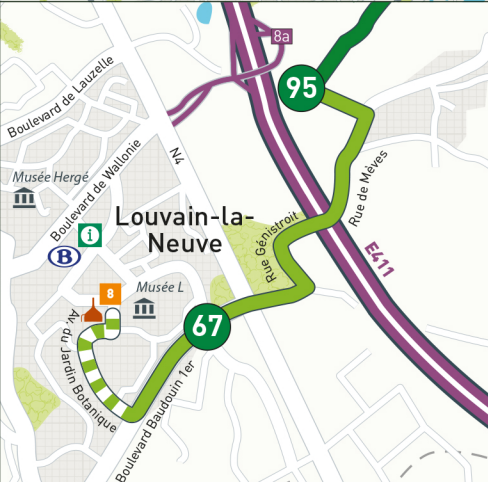 8a
95
Boulevard de Lauzelle
N4
Musée Hergé
Boulevard de Wallonie
Rue de Mèves
Louvain-la-
Neuve
i
B
Rue Génistroit
E411
8
Musée L
67
Av. du Jardin Botanique
Boulevard Baudouin 1er